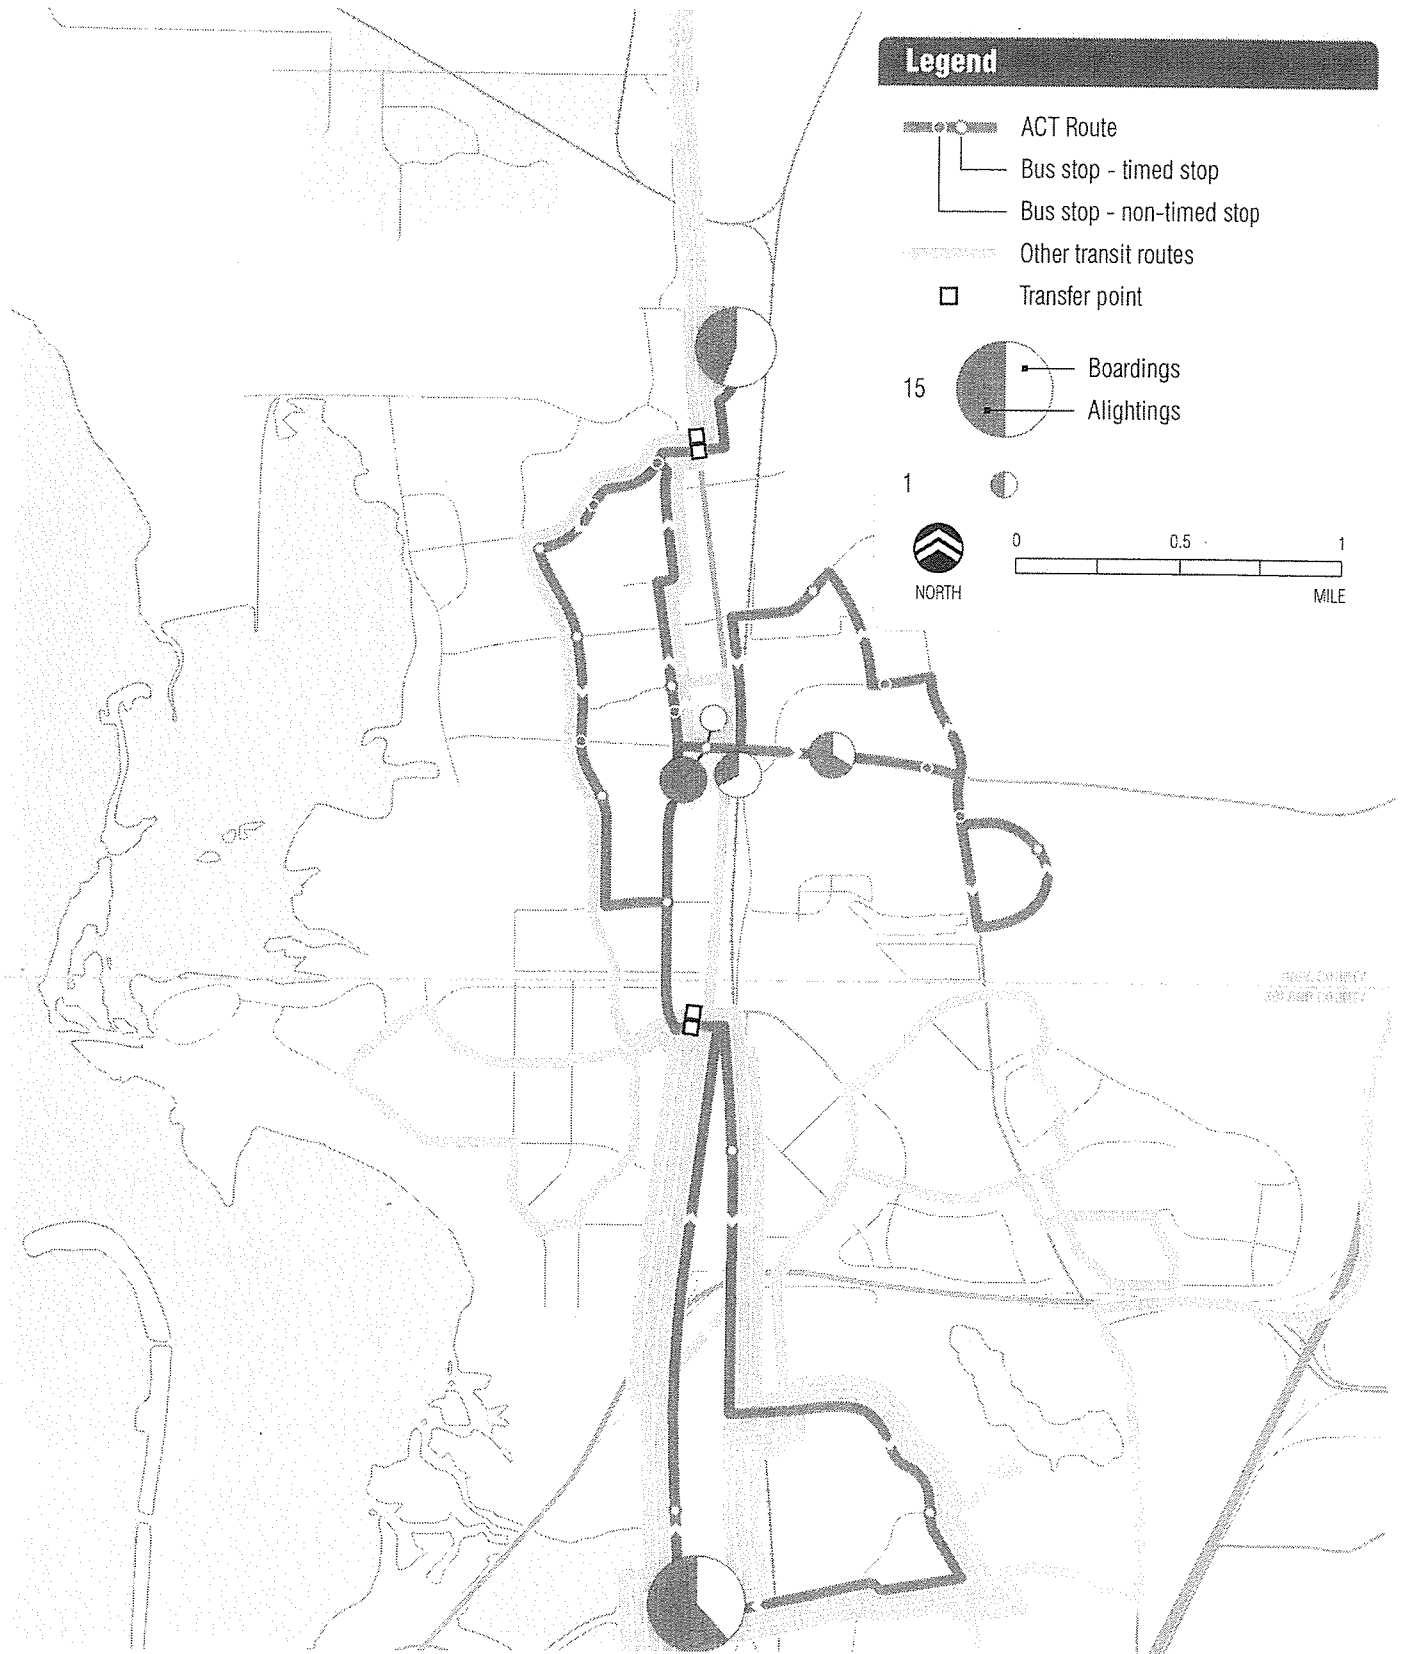 Legend
ACT Route
Bus stop - timed stop
Bus stop - non-timed stop
Other transit routes
Transfer point
15
Boardings
Alightings
1
NORTH
0 0.5 1
MILE